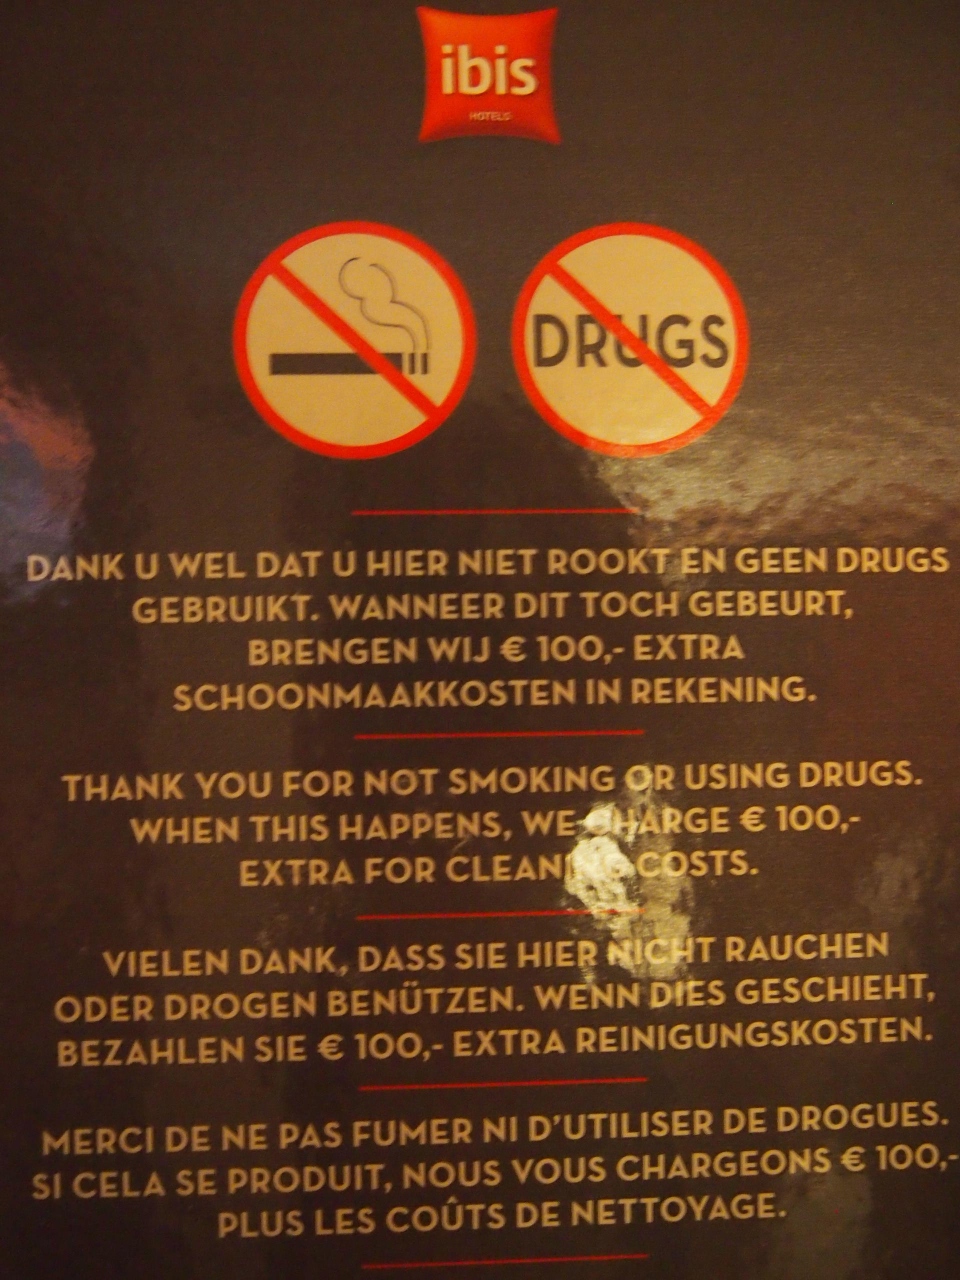 ibis
HOTELS
DRUGS
DANK U WEL DAT U HIER NIET ROOKT EN GEEN DRUGS
GEBRUIKT. WANNEER DIT TOCH GEBEURT,
BRENGEN WIJ € 100,- EXTRA
SCHOONMAAKKOSTEN IN REKENING.
THANK YOU FOR NOT SMOKING OR USING DRUGS.
WHEN THIS HAPPENS, WE CHARGE € 100,-
EXTRA FOR CLEANING COSTS.
VIELEN DANK, DASS SIE HIER NICHT RAUCHEN
ODER DROGEN BENÜTZEN. WENN DIES GESCHIEHT,
BEZAHLEN SIE € 100,- EXTRA REINIGUNGSKOSTEN.
MERCI DE NE PAS FUMER NI D'UTILISER DE DROGUES.
SI CELA SE PRODUIT, NOUS VOUS CHARGEONS € 100,-
PLUS LES COÛTS DE NETTOYAGE.